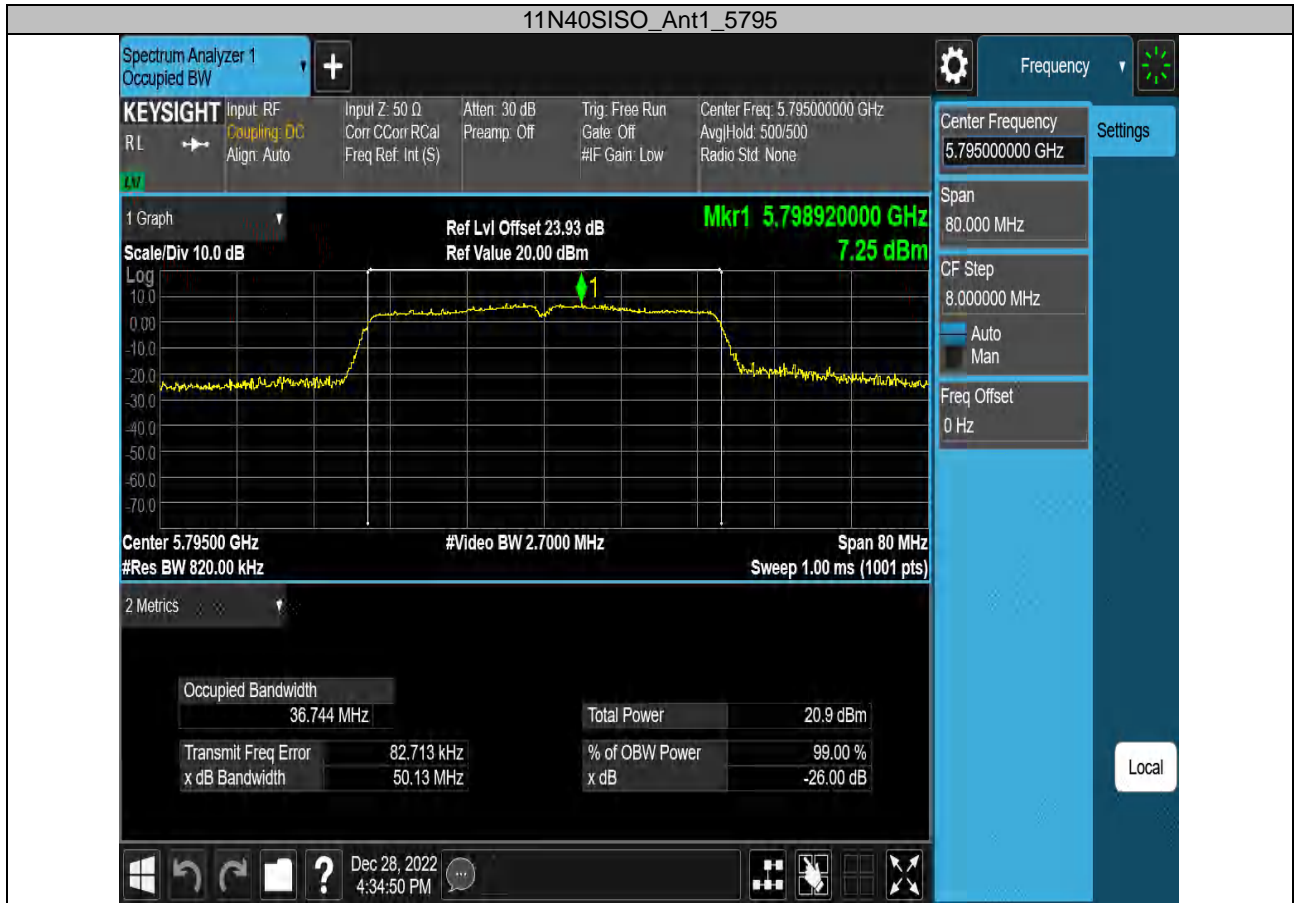 11N40SISO_Ant1_5795
Spectrum Analyzer 1
Occupied BW
Frequency
KEYSIGHT
RL
Input: RF
Coupling: DC
Align: Auto
Input Z: 50 Ω
Corr CCorr RCal
Freq Ref: Int (S)
Atten: 30 dB
Preamp: Off
Trig: Free Run
Gate: Off
#IF Gain: Low
Center Freq: 5.795000000 GHz
Avg|Hold: 500/500
Radio Std: None
1 Graph
Scale/Div 10.0 dB
Ref Lvl Offset 23.93 dB
Ref Value 20.00 dBm
Mkr1 5.798920000 GHz
7.25 dBm
Log
10.0
0.00
-10.0
-20.0
-30.0
-40.0
-50.0
-60.0
-70.0
1
Center 5.79500 GHz
#Video BW 2.7000 MHz
Span 80 MHz
#Res BW 820.00 kHz
Sweep 1.00 ms (1001 pts)
2 Metrics
Occupied Bandwidth
36.744 MHz
Total Power 20.9 dBm
Transmit Freq Error 82.713 kHz
% of OBW Power 99.00 %
x dB Bandwidth 50.13 MHz
x dB -26.00 dB
Center Frequency
5.795000000 GHz
Settings
Span
80.000 MHz
CF Step
8.000000 MHz
Auto
Man
Freq Offset
0 Hz
Local
?
Dec 28, 2022
4:34:50 PM